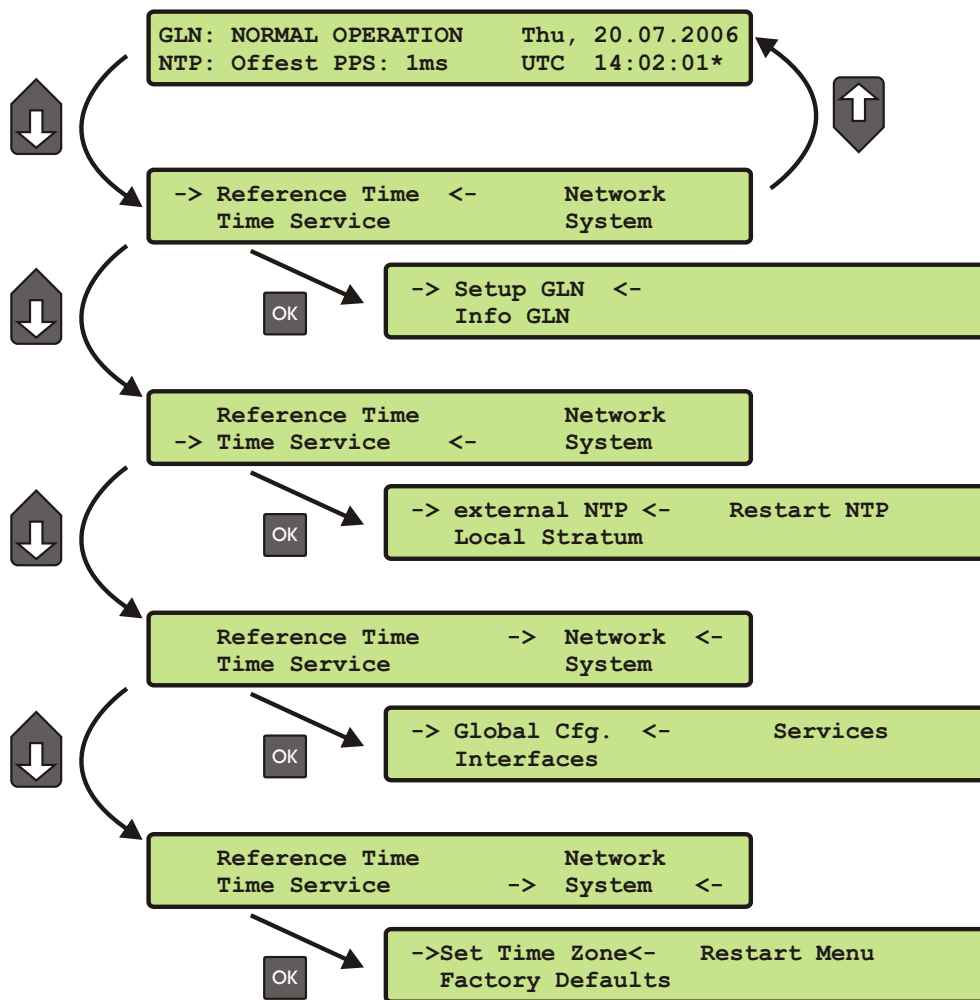 GLN: NORMAL OPERATION Thu, 20.07.2006
NTP: Offest PPS: 1ms UTC 14:02:01*
-> Reference Time <- Network
Time Service System
OK
-> Setup GLN <-
Info GLN
Reference Time Network
-> Time Service <- System
OK
-> external NTP <- Restart NTP
Local Stratum
Reference Time -> Network <-
Time Service System
OK
-> Global Cfg. <- Services
Interfaces
Reference Time Network
Time Service -> System <-
OK
->Set Time Zone<- Restart Menu
Factory Defaults